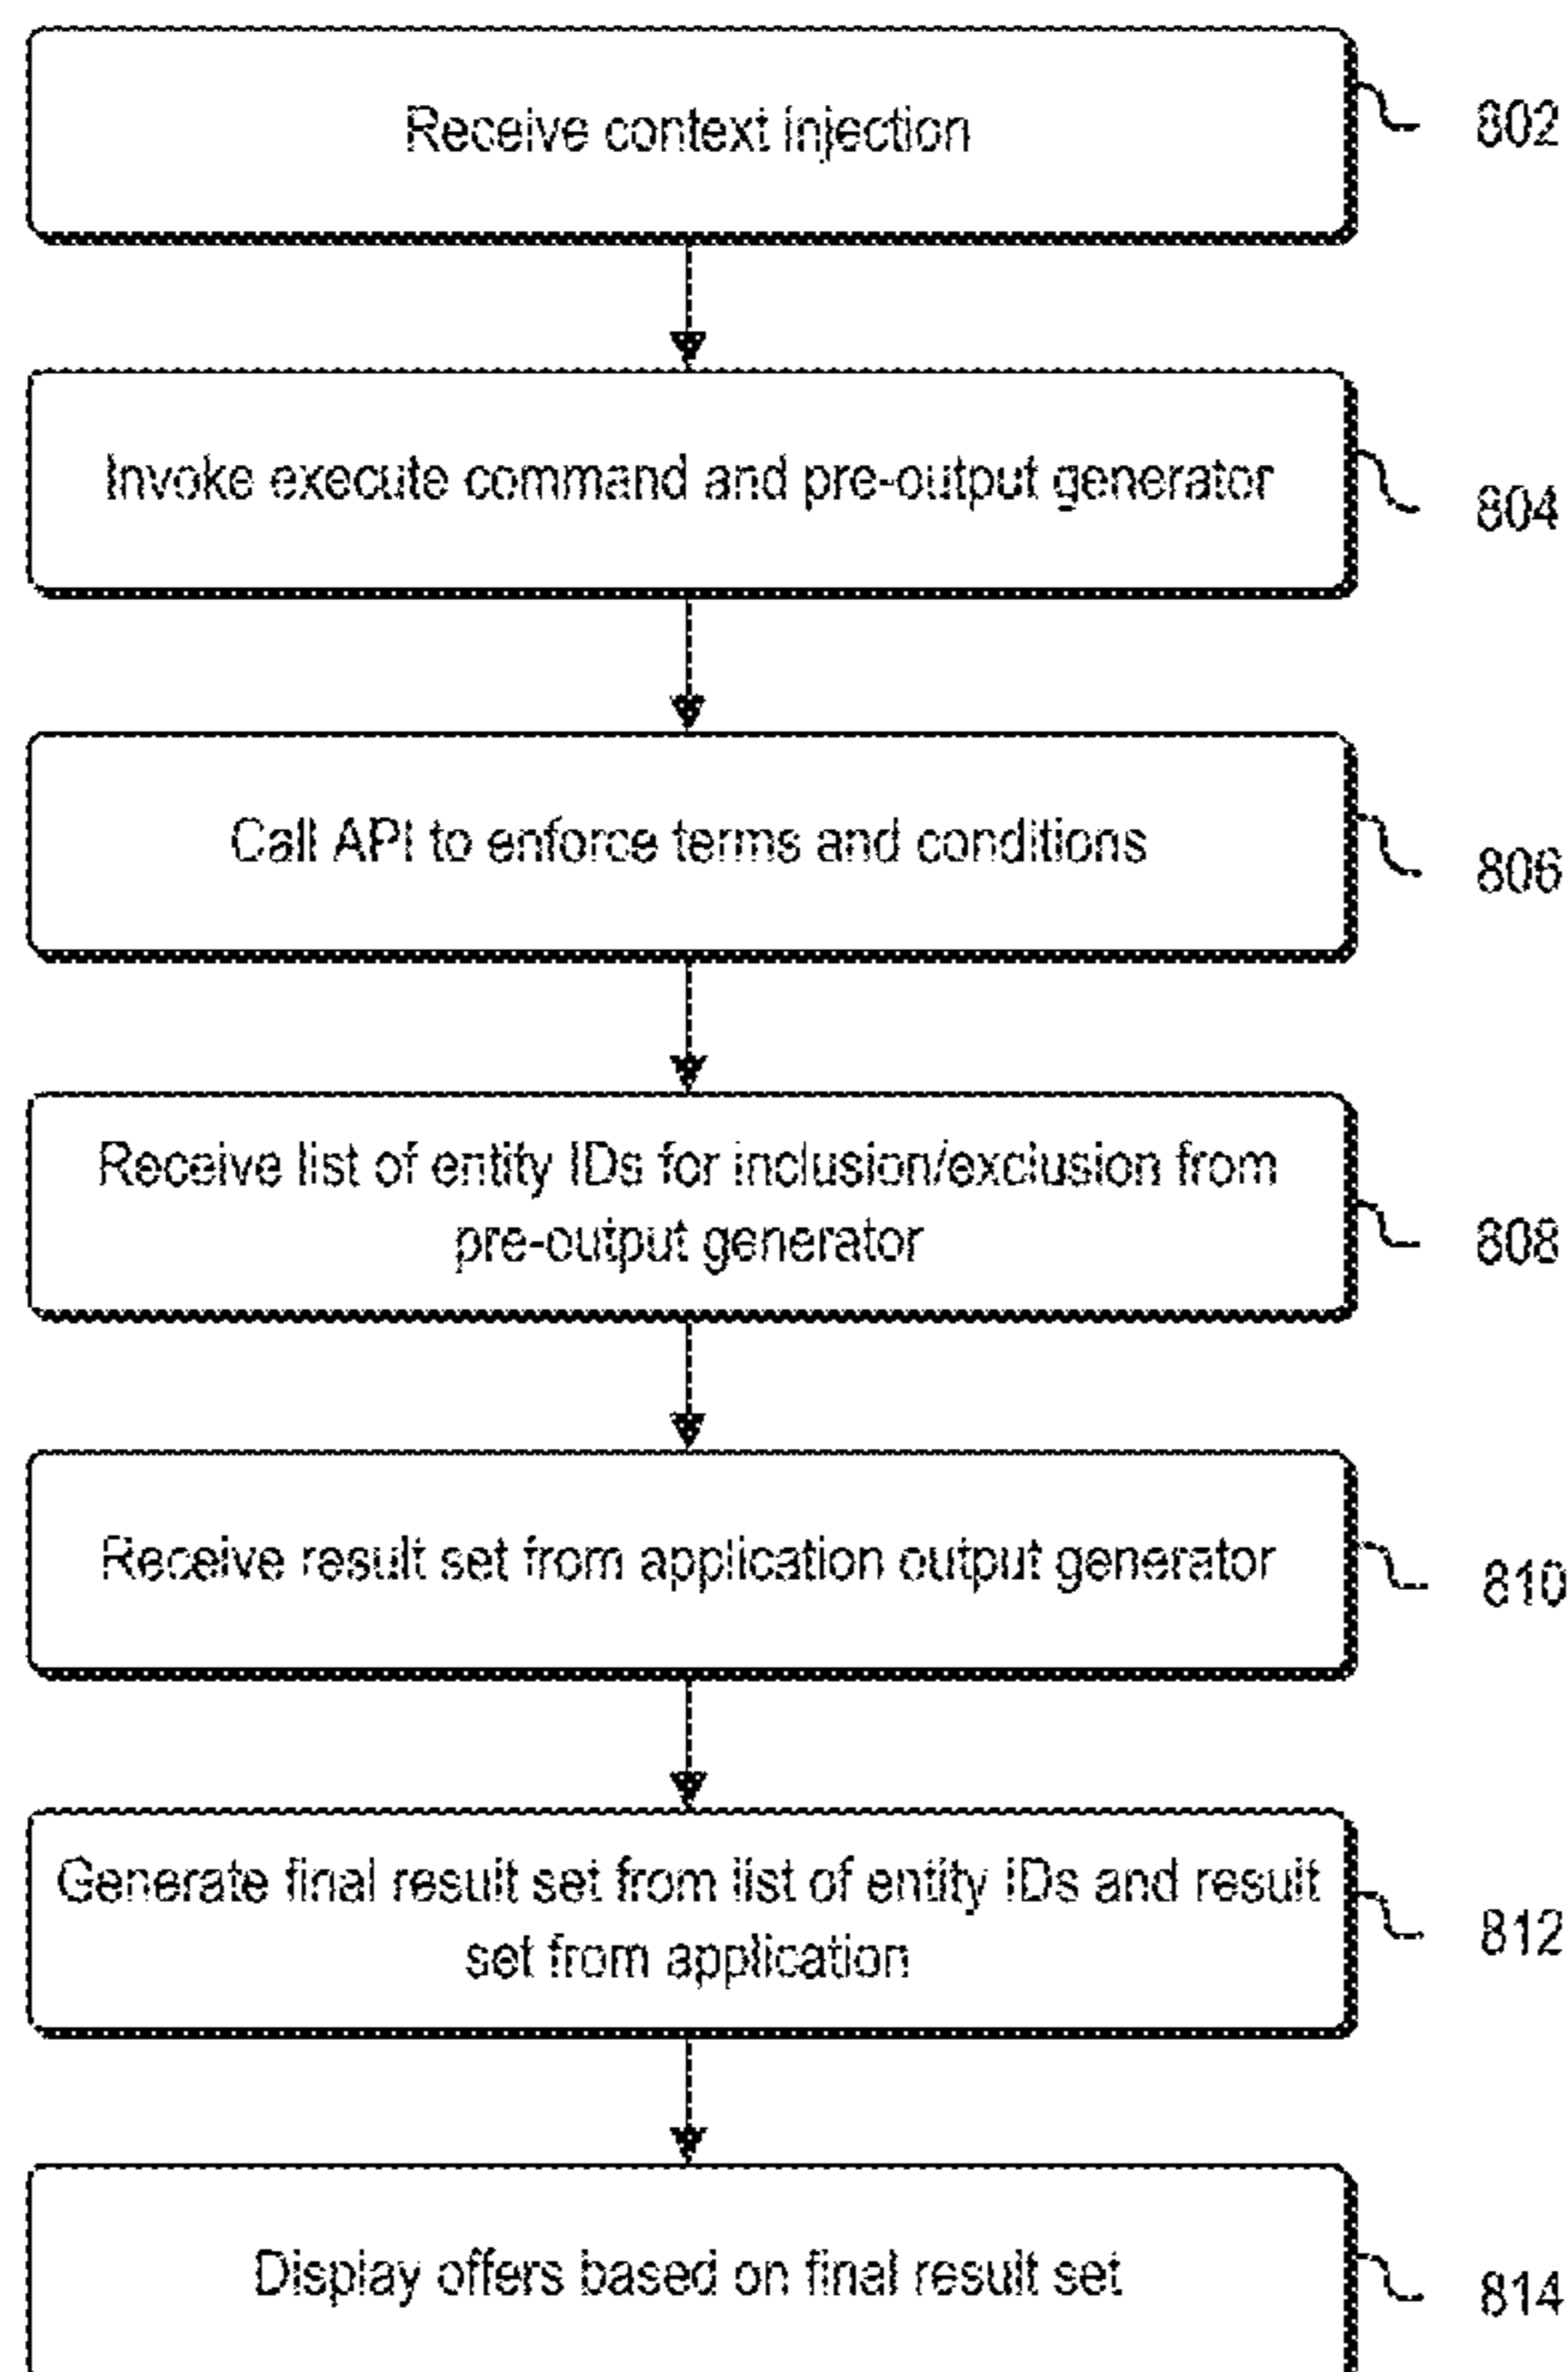 Receive context injection
802
Invoke execute command and pre-output generator
804
Call API to enforce terms and conditions
806
Receive list of entity IDs for inclusion/exclusion from
pre-output generator
808
Receive result set from application output generator
810
Generate final result set from list of entity IDs and result
set from application
812
Display offers based on final result set
814